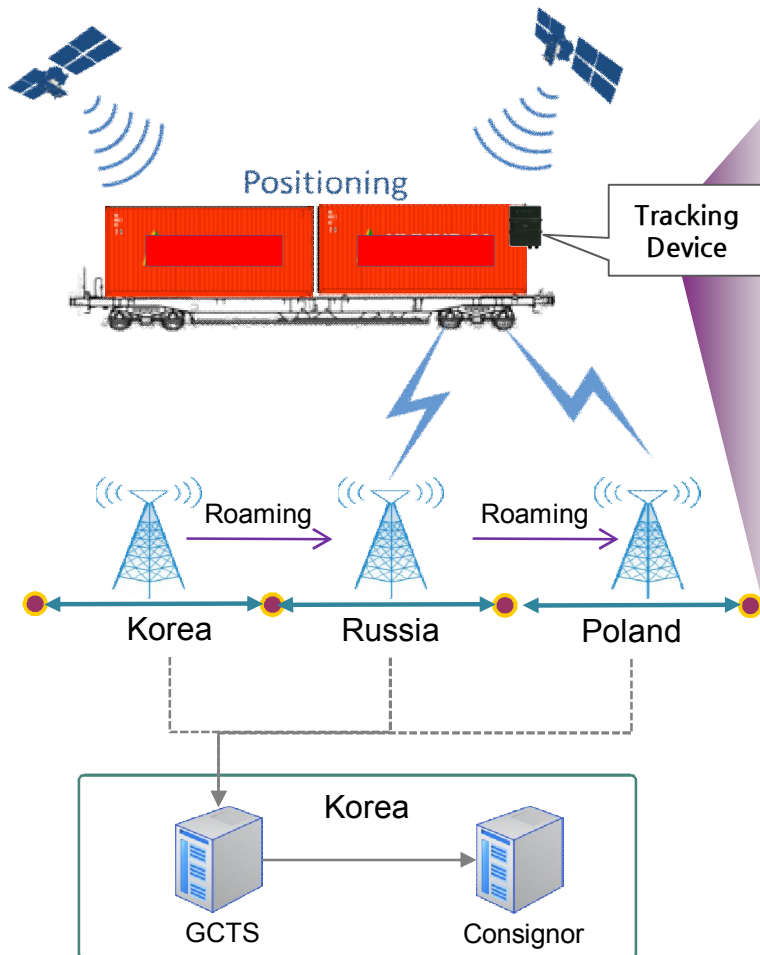 Positioning
Tracking
Device
Roaming
Roaming
Korea
Russia
Poland
Korea
GCTS
Consignor